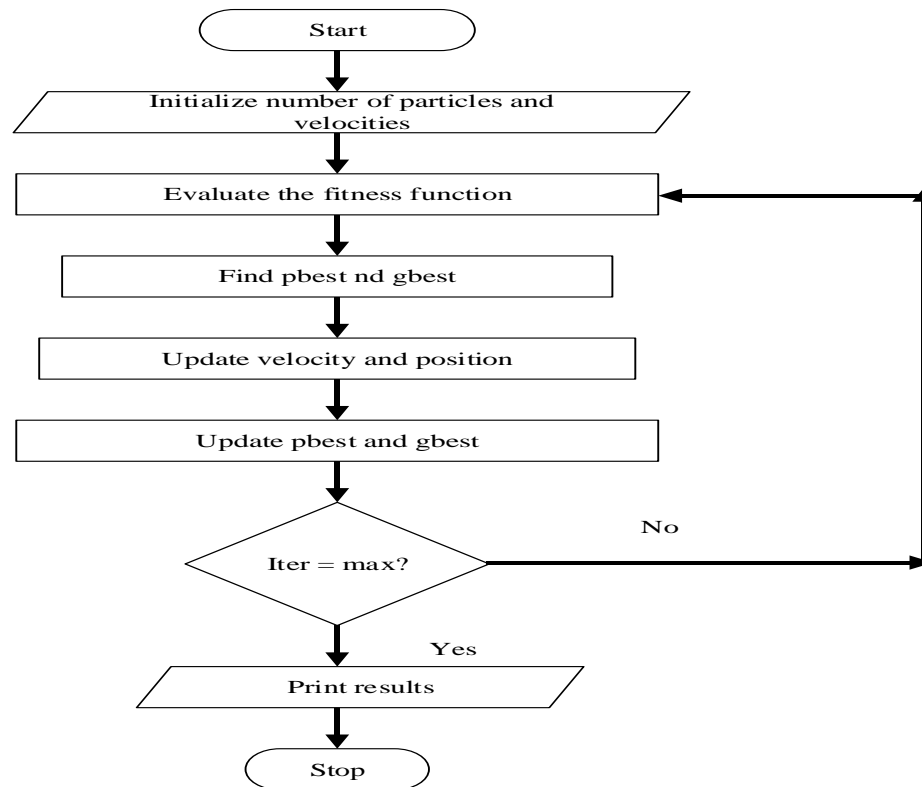 Start
Initialize number of particles and
velocities
Evaluate the fitness function
Find pbest nd gbest
Update velocity and position
Update pbest and gbest
No
Iter = max?
Yes
Print results
Stop